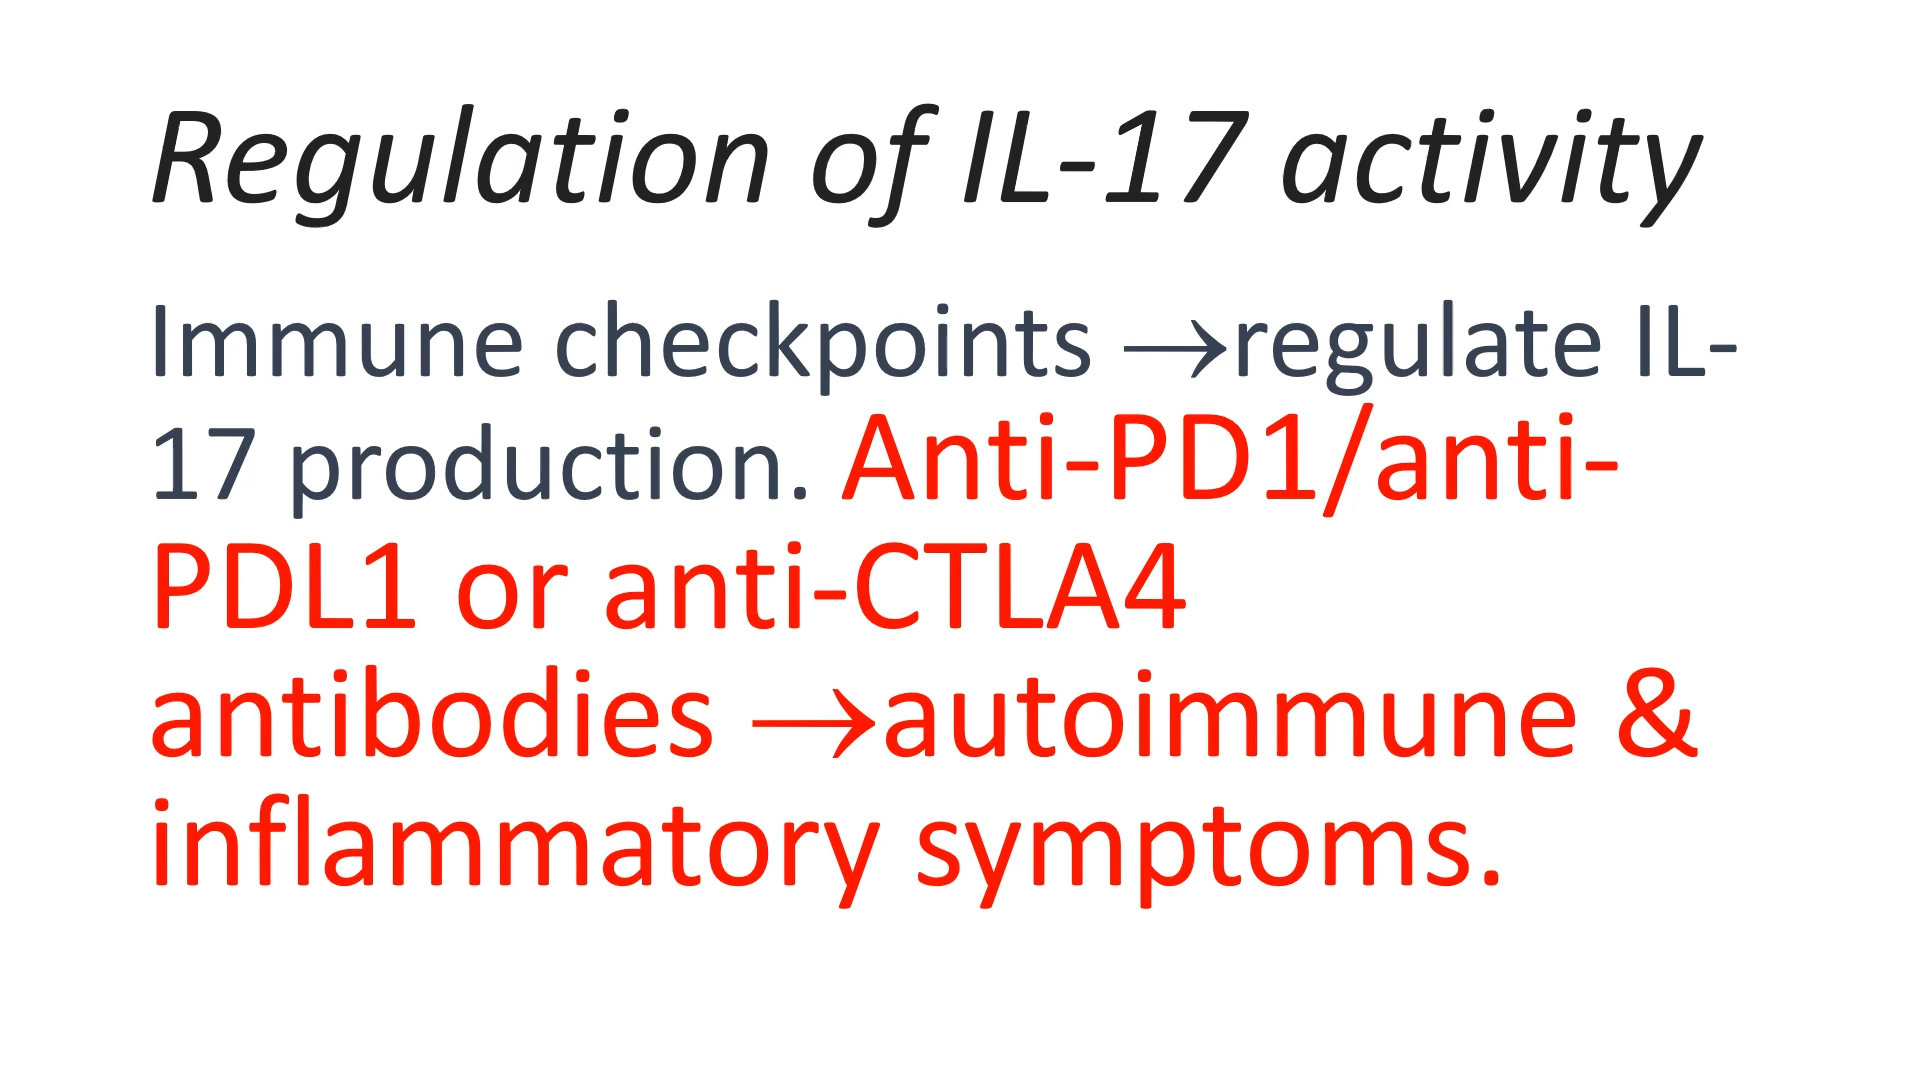 Regulation of IL-17 activity
Immune checkpoints →regulate IL-
17 production. Anti-PD1/anti-
PDL1 or anti-CTLA4
antibodies →autoimmune &
inflammatory symptoms.